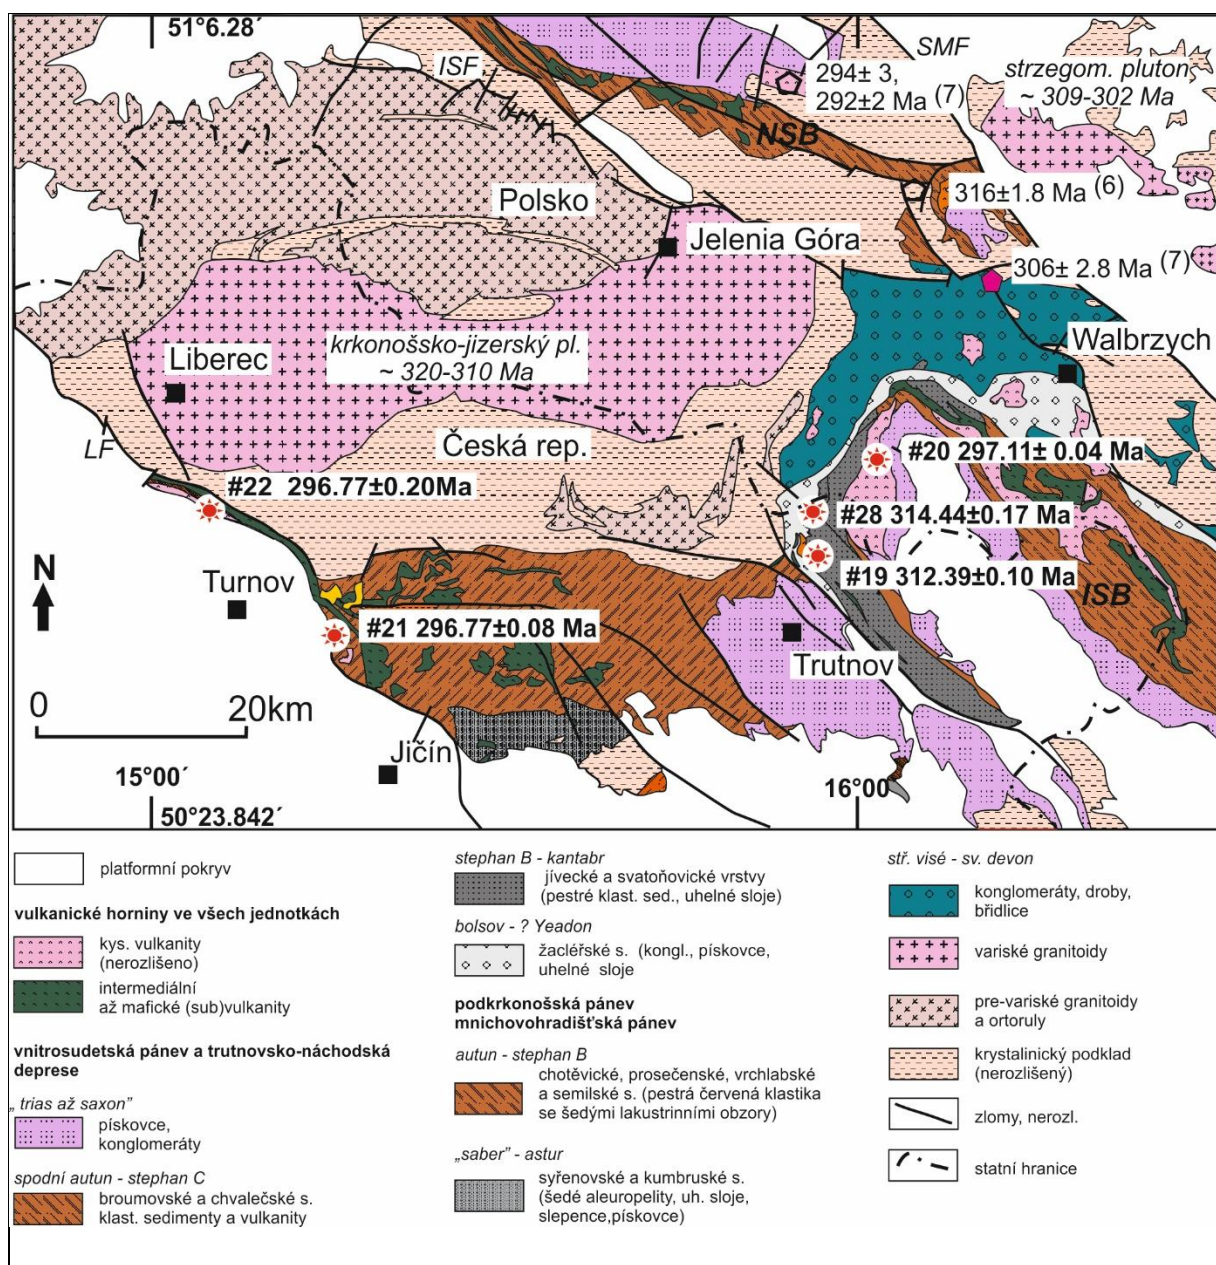 51°6.28´
ISF
SMF
294± 3,
292±2 Ma (7)
strzegom. pluton,
~ 309-302 Ma
NSB
Polsko
316±1.8 Ma (6)
Jelenia Góra
306± 2.8 Ma (7)
Walbrzych
krkonošsko-jizerský pl.
~ 320-310 Ma
Liberec
LF
Česká rep.
#20 297.11± 0.04 Ma
#22 296.77±0.20Ma
#28 314.44±0.17 Ma
N
Turnov
#19 312.39±0.10 Ma
ISB
#21 296.77±0.08 Ma
Trutnov
0 20km
Jičín
15°00´
16°00
50°23.842´
platformní pokryv
vulkanické horniny ve všech jednotkách
kys. vulkanity
(nerozlišeno)
intermediální
až mafické (sub)vulkanity
vnitrosudetská pánev a trutnovsko-náchodská
deprese
„ trias až saxon”
pískovce,
konglomeráty
spodní autun - stephan C
broumovské a chvalečské s.
klast. sedimenty a vulkanity
stephan B - kantabr
jívecké a svatoňovické vrstvy
(pestré klast. sed., uhelné sloje)
bolsov - ? Yeadon
žacléřské s. (kongl., pískovce,
uhelné sloje
podkrkonošská pánev
mnichovohradišťská pánev
autun - stephan B
chotěvické, prosečenské, vrchlabské
a semilské s. (pestrá červená klastika
se šedými lakustrinními obzory)
„saber” - astur
syřenovské a kumbruské s.
(šedé aleuropelity, uh. sloje,
slepence,pískovce)
stř. visé - sv. devon
konglomeráty, droby,
břidlice
variské granitoidy
pre-variské granitoidy
a ortoruly
krystalinický podklad
(nerozlišený)
zlomy, nerozl.
statní hranice